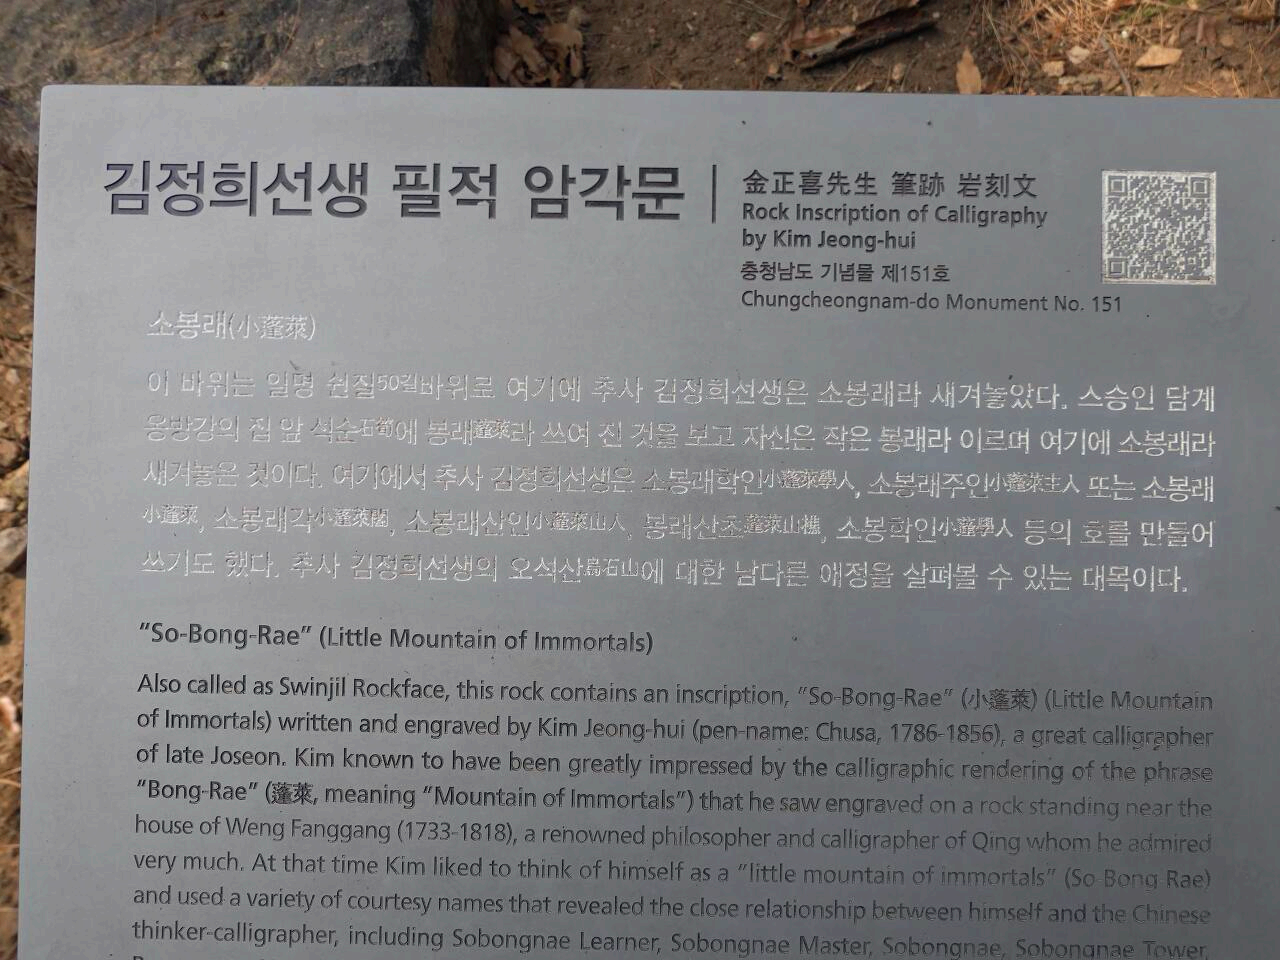 김정희선생 필적 암각문
金正喜先生 筆跡 岩刻文
Rock Inscription of Calligraphy
by Kim Jeong-hui
충청남도 기념물 제151호
Chungcheongnam-do Monument No. 151
소봉래(小蓬萊)
이 바위는 일명 쉰질50길바위로 여기에 추사 김정희선생은 소봉래라 새겨놓았다. 스승인 담계
옹방강의 집 앞 석순石筍에 봉래蓬萊라 쓰여 진 것을 보고 자신은 작은 봉래라 이르며 여기에 소봉래라
새겨놓은 것이다. 여기에서 추사 김정희선생은 소봉래학인小蓬萊學人, 소봉래주인小蓬萊主人 또는 소봉래
小蓬萊, 소봉래각小蓬萊閣, 소봉래산인小蓬萊山人, 봉래산초蓬萊山樵, 소봉학인小蓬學人 등의 호를 만들어
쓰기도 했다. 추사 김정희선생의 오석산烏石山에 대한 남다른 애정을 살펴볼 수 있는 대목이다.
"So-Bong-Rae" (Little Mountain of Immortals)
Also called as Swinjil Rockface, this rock contains an inscription, "So-Bong-Rae" (小蓬萊) (Little Mountain
of Immortals) written and engraved by Kim Jeong-hui (pen-name: Chusa, 1786-1856), a great calligrapher
of late Joseon. Kim known to have been greatly impressed by the calligraphic rendering of the phrase
"Bong-Rae" (蓬萊, meaning "Mountain of Immortals") that he saw engraved on a rock standing near the
house of Weng Fanggang (1733-1818), a renowned philosopher and calligrapher of Qing whom he admired
very much. At that time Kim liked to think of himself as a "little mountain of immortals" (So-Bong-Rae)
and used a variety of courtesy names that revealed the close relationship between himself and the Chinese
thinker-calligrapher, including Sobongnae Learner, Sobongnae Master, Sobongnae, Sobongnae Tower,